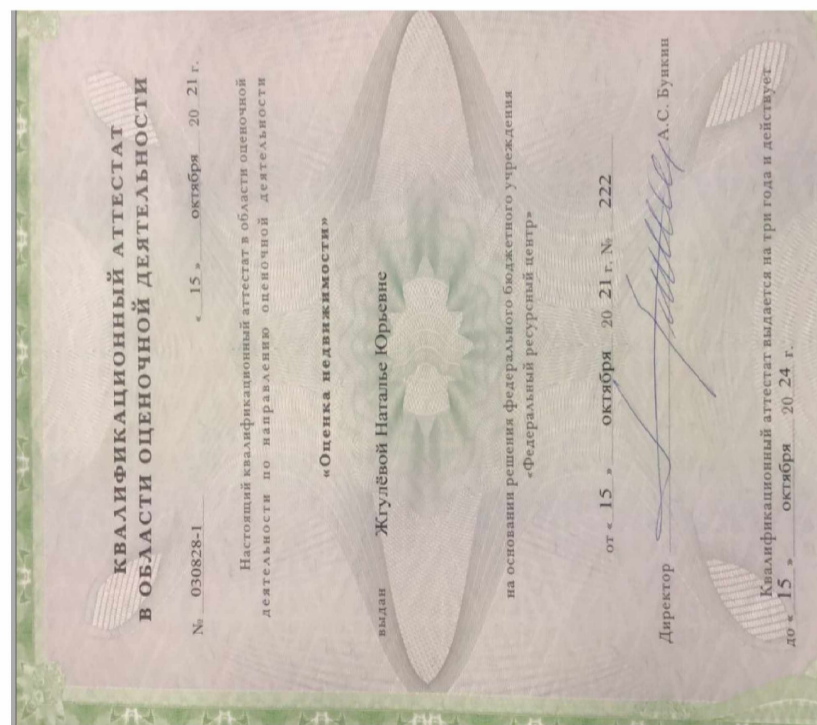 КВАЛИФИКАЦИОННЫЙ АТТЕСТАТ
В ОБЛАСТИ ОЦЕНОЧНОЙ ДЕЯТЕЛЬНОСТИ
№ 030828-1 « 15 » октября 20 21 г.
Настоящий квалификационный аттестат в области оценочной
деятельности по направлению оценочной деятельности
«Оценка недвижимости»
выдан Жгулёвой Наталье Юрьевне
на основании решения федерального бюджетного учреждения
«Федеральный ресурсный центр»
от « 15 » октября 20 21 г. № 222
Директор А.С. Бункин
Квалификационный аттестат выдается на три года и действует
до « 15 » октября 20 24 г.